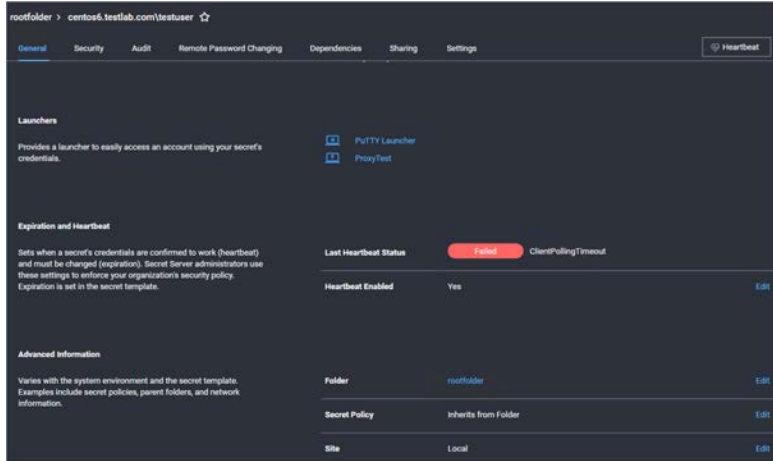 rootfolder > centos6.testlab.com\testuser
General Security Audit Remote Password Changing Dependencies Sharing Settings Heartbeat
Launchers
Provides a launcher to easily access an account using your secret's
credentials.
PuTTY Launcher
ProxyTest
Expiration and Heartbeat
Sets when a secret's credentials are confirmed to work (heartbeat)
and must be changed (expiration). Secret Server administrators use
these settings to enforce your organization's security policy.
Expiration is set in the secret template.
Last Heartbeat Status Failed ClientPollingTimeout
Heartbeat Enabled Yes Edit
Advanced Information
Varies with the system environment and the secret template.
Examples include secret policies, parent folders, and network
information.
Folder rootfolder Edit
Secret Policy Inherits from Folder Edit
Site Local Edit